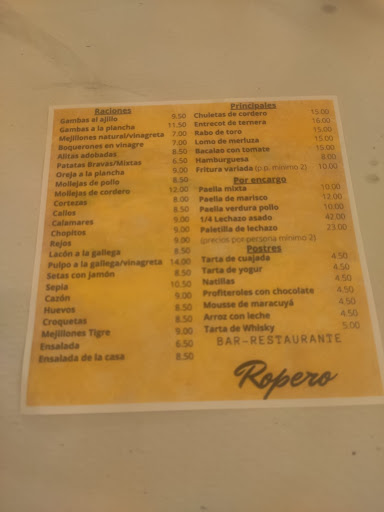 Raciones
Gambas el ajillo 8.50
Gambas a la plancha 11.50
Mejillones natural/vinagreta 7.00
Boquerones en vinagre 7.00
Alitas adobadas 8.50
Patatas Bravas/Mixtas 6.50
Oreja a la plancha 9.00
Mollejas de pollo 8.50
Mollejas de cordero 12.00
Cortezas 8.00
Callos 8.50
Calamares 9.00
Chopitos 9.00
Rejos 9.00
Lacón a la gallega 8.50
Pulpo a la gallega/vinagreta 14.00
Setas con jamón 8.50
Sepia 10.50
Cazón 9.00
Huevos 8.50
Croquetas 8.50
Mejillones Tigre 9.00
Ensalada 6.50
Ensalada de la casa 8.50
Principales
Chuletas de cordero 15.00
Entrecot de ternera 16.00
Rabo de toro 15.00
Lomo de merluza 15.00
Bacalao con tomate 15.00
Hamburguesa 8.00
Fritura variada (p.p. minimo 2) 10.00
Por encargo
Paella mixta 10.00
Paella de marisco 12.00
Paella verdura pollo 10.00
1/4 Lechazo asado 42.00
Paletilla de lechazo 23.00
(precios por persona minimo 2)
Postres
Tarta de cuajada 4.50
Tarta de yogur 4.50
Natillas 4.50
Profiteroles con chocolate 4.50
Mousse de maracuyá 4.50
Arroz con leche 4.50
Tarta de Whisky 5.00
BAR-RESTAURANTE
Ropero